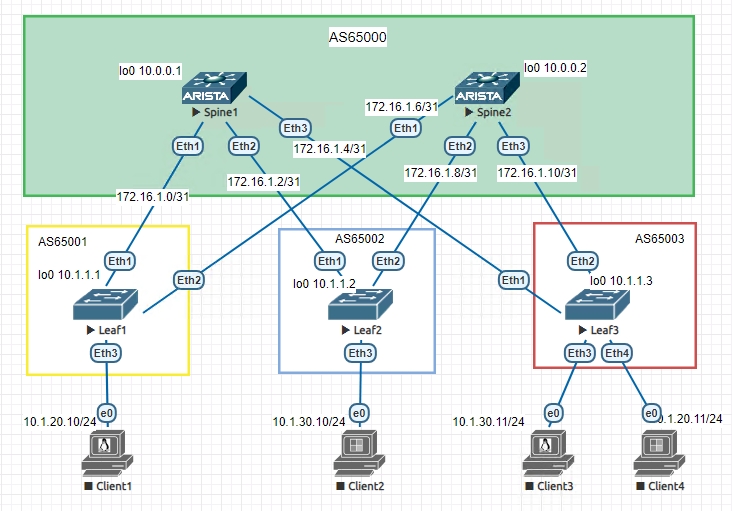 AS65000
lo0 10.0.0.1
lo0 10.0.0.2
ARISTA
ARISTA
Spine1
Spine2
172.16.1.6/31
Eth3
Eth1
Eth1
Eth2
172.16.1.4/31
Eth2
Eth3
172.16.1.8/31
172.16.1.10/31
172.16.1.2/31
172.16.1.0/31
AS65001
AS65002
AS65003
Eth1
Eth1
Eth2
Eth2
lo0 10.1.1.1
Eth2
Eth1
lo0 10.1.1.2
lo0 10.1.1.3
Leaf1
Leaf2
Leaf3
Eth3
Eth3
Eth3
Eth4
e0
e0
e0
e0
10.1.20.10/24
10.1.30.10/24
10.1.30.11/24
0.1.20.11/24
Client1
Client2
Client3
Client4